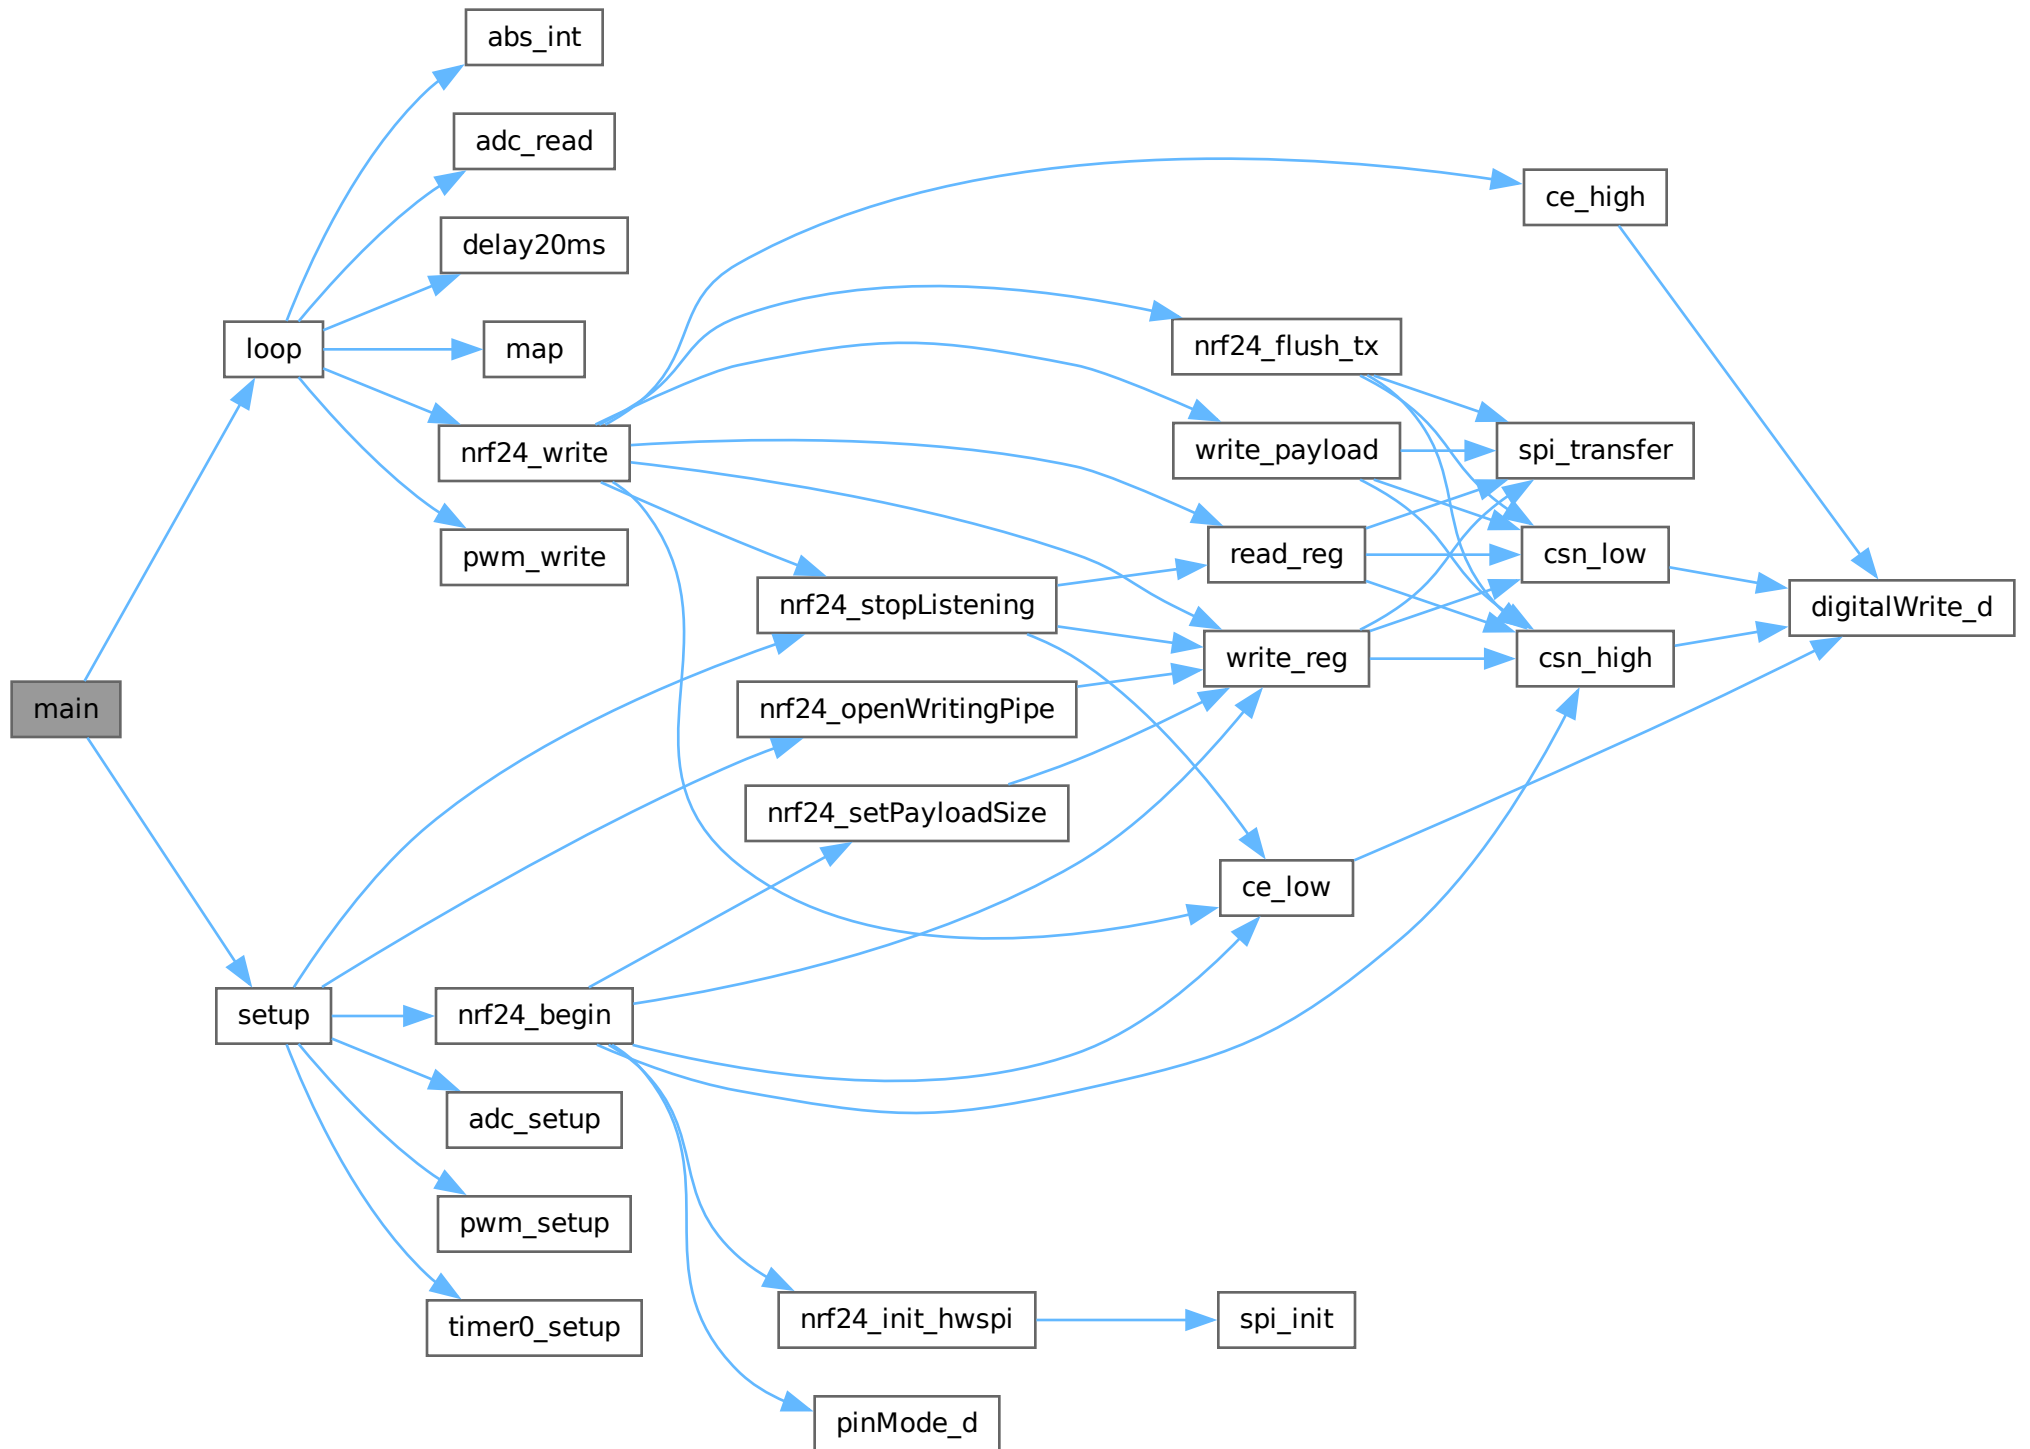 main
loop
setup
abs_int
adc_read
delay20ms
map
nrf24_write
pwm_write
nrf24_begin
adc_setup
pwm_setup
timer0_setup
nrf24_stopListening
nrf24_openWritingPipe
nrf24_setPayloadSize
nrf24_init_hwspi
pinMode_d
nrf24_flush_tx
write_payload
read_reg
write_reg
ce_low
spi_init
ce_high
spi_transfer
csn_low
csn_high
digitalWrite_d